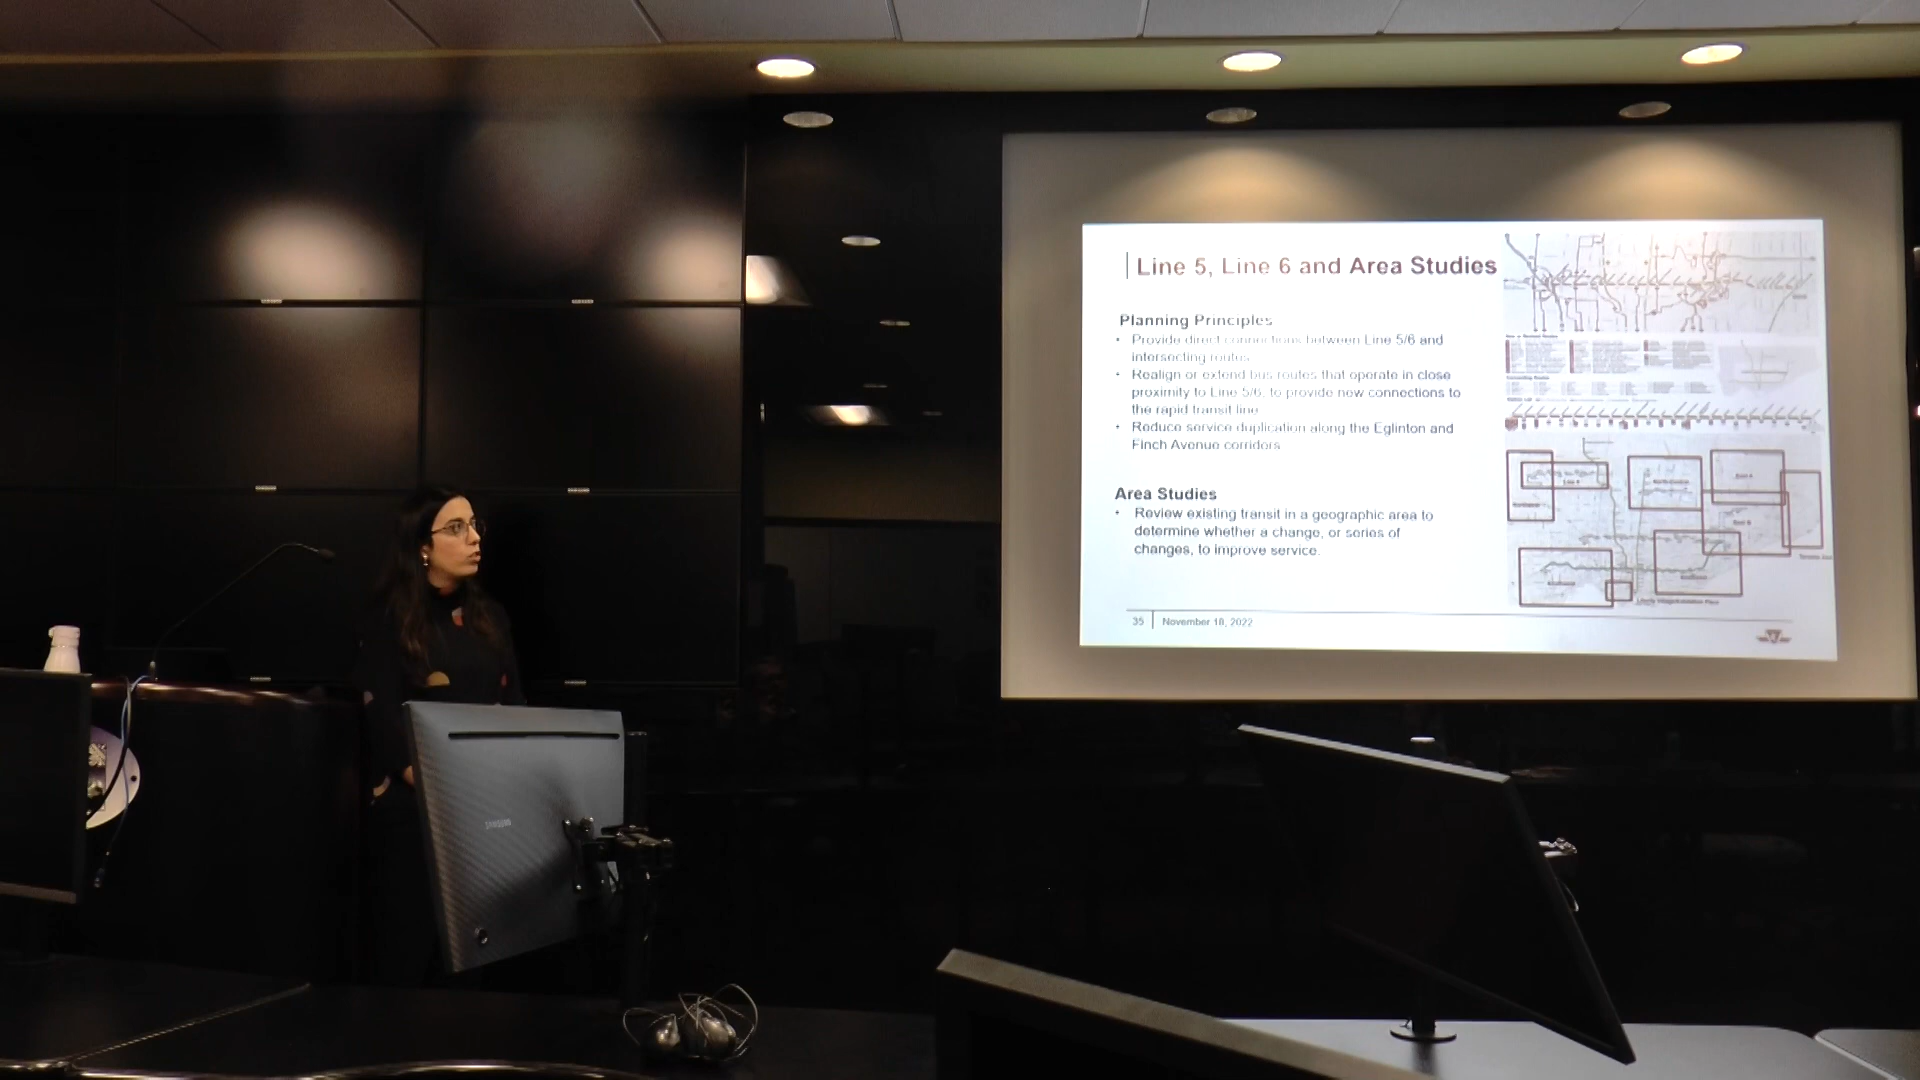 Line 5, Line 6 and Area Studies
Planning Principles
• Provide direct connections between Line 5/6 and
intersecting routes
• Realign or extend bus routes that operate in close
proximity to Line 5/6, to provide new connections to
the rapid transit line
• Reduce service duplication along the Eglinton and
Finch Avenue corridors
Area Studies
• Review existing transit in a geographic area to
determine whether a change, or series of
changes, to improve service.
35
November 18, 2022
SAMSUNG